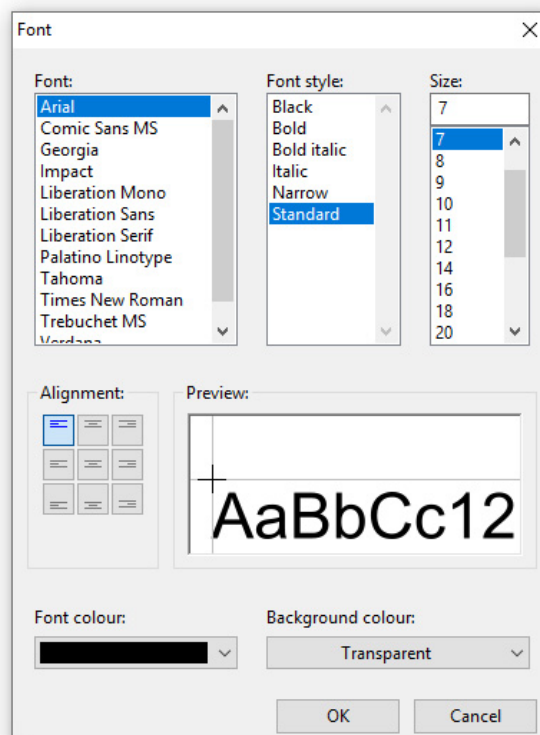 Font
Font:
Font style:
Size:
Arial
Comic Sans MS
Georgia
Impact
Liberation Mono
Liberation Sans
Liberation Serif
Palatino Linotype
Tahoma
Times New Roman
Trebuchet MS
Verdana
Black
Bold
Bold italic
Italic
Narrow
Standard
7
7
8
9
10
11
12
14
16
18
20
Alignment:
Preview:
AaBbCc12
Font colour:
Background colour:
Transparent
OK
Cancel